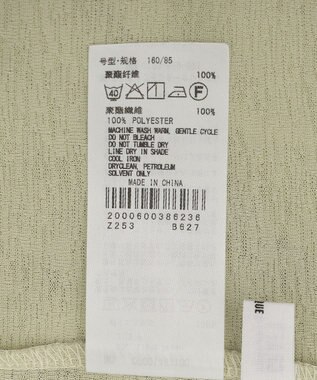 号型·规格 160/85
聚酯纤维 100%
40 F
聚酯纖維 100%
100% POLYESTER
MACHINE WASH WARM, GENTLE CYCLE
DO NOT BLEACH
DO NOT TUMBLE DRY
LINE DRY IN SHADE
COOL IRON
DRYCLEAN, PETROLEUM
SOLVENT ONLY
MADE IN CHINA
2000600386236
Z253 B627